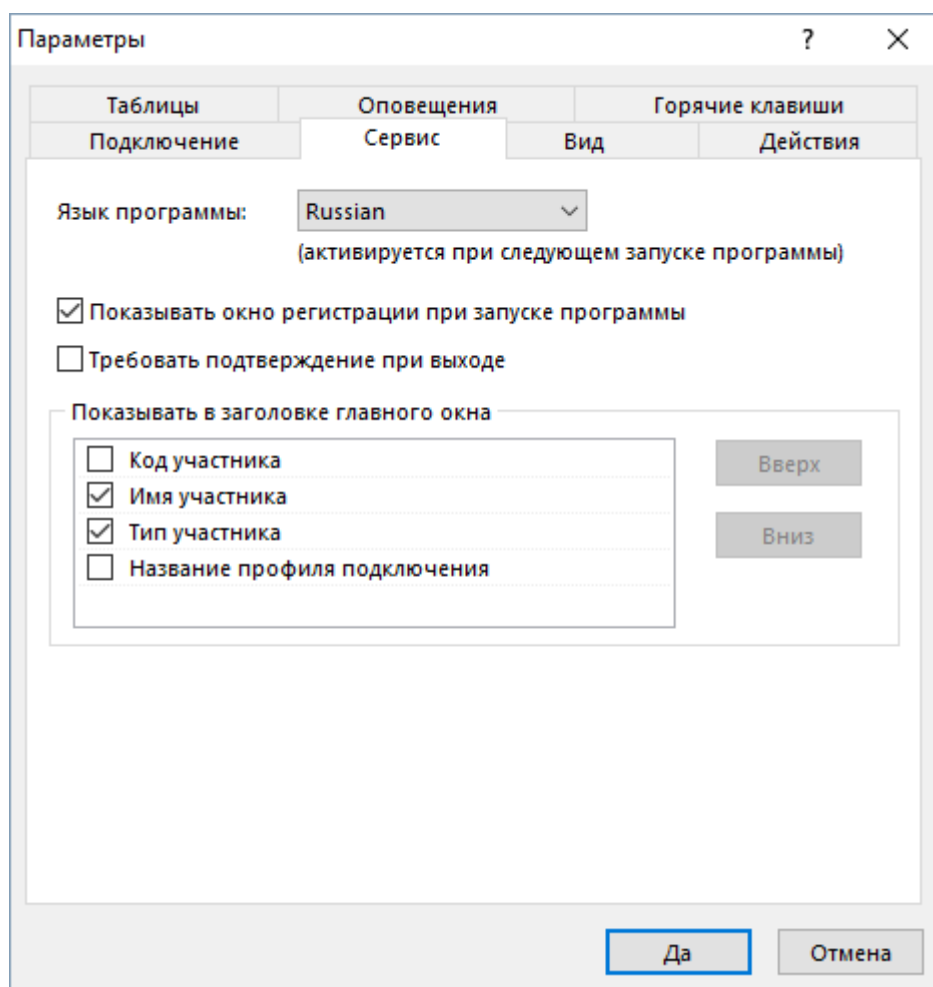 Параметры
Таблицы Оповещения Горячие клавиши
Подключение Сервис Вид Действия
Язык программы: Russian
(активируется при следующем запуске программы)
Показывать окно регистрации при запуске программы
Требовать подтверждение при выходе
Показывать в заголовке главного окна
Код участника
Вверх
Имя участника
Тип участника
Вниз
Название профиля подключения
Да Отмена